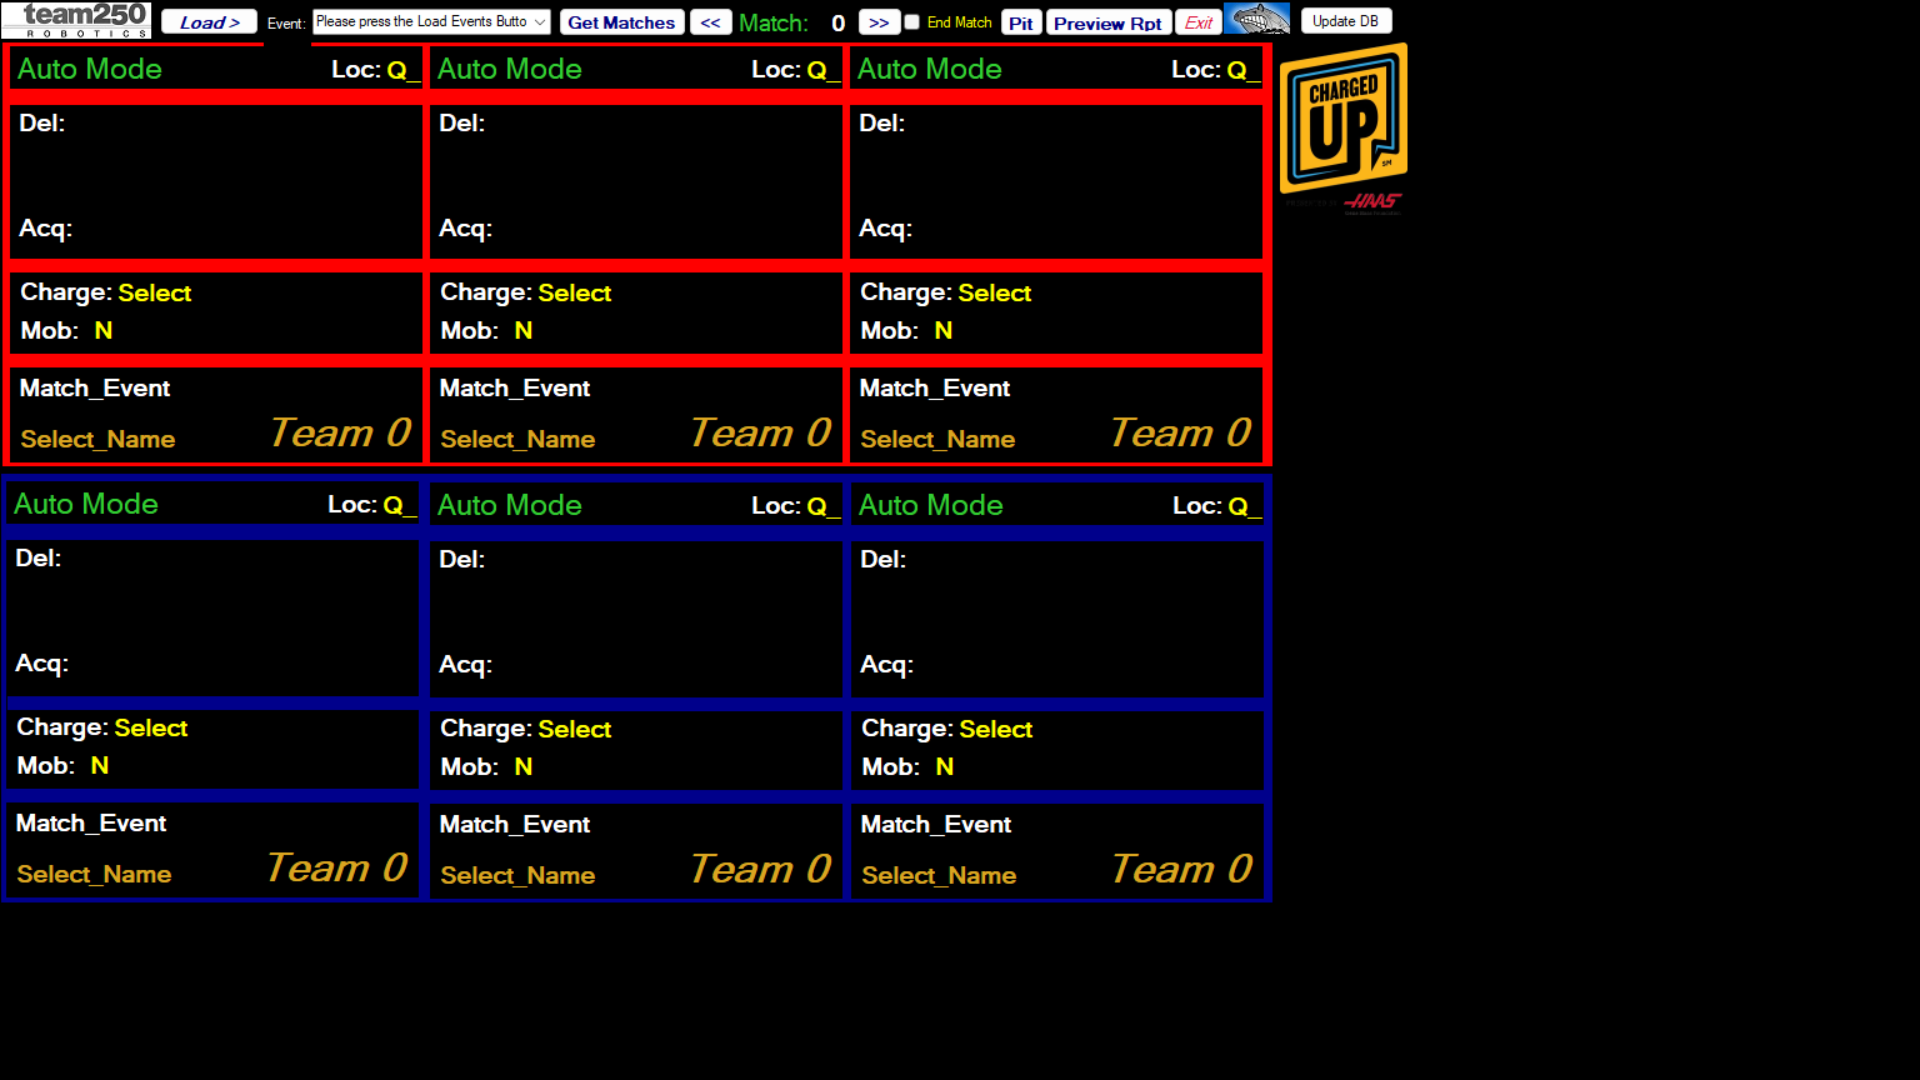 team250
ROBOTICS
Load > Event: Please press the Load Events Butto Get Matches << Match: 0 >> End Match Pit Preview Rpt Exit Update DB
Auto Mode Loc: Q_ Auto Mode Loc: Q_ Auto Mode Loc: Q_
CHARGED
UP
SM
HAAS
Del: Del: Del:
Acq: Acq: Acq:
Charge: Select Charge: Select Charge: Select
Mob: N Mob: N Mob: N
Match_Event Match_Event Match_Event
Select_Name Team 0 Select_Name Team 0 Select_Name Team 0
Auto Mode Loc: Q_ Auto Mode Loc: Q_ Auto Mode Loc: Q_
Del: Del: Del:
Acq: Acq: Acq:
Charge: Select Charge: Select Charge: Select
Mob: N Mob: N Mob: N
Match_Event Match_Event Match_Event
Select_Name Team 0 Select_Name Team 0 Select_Name Team 0